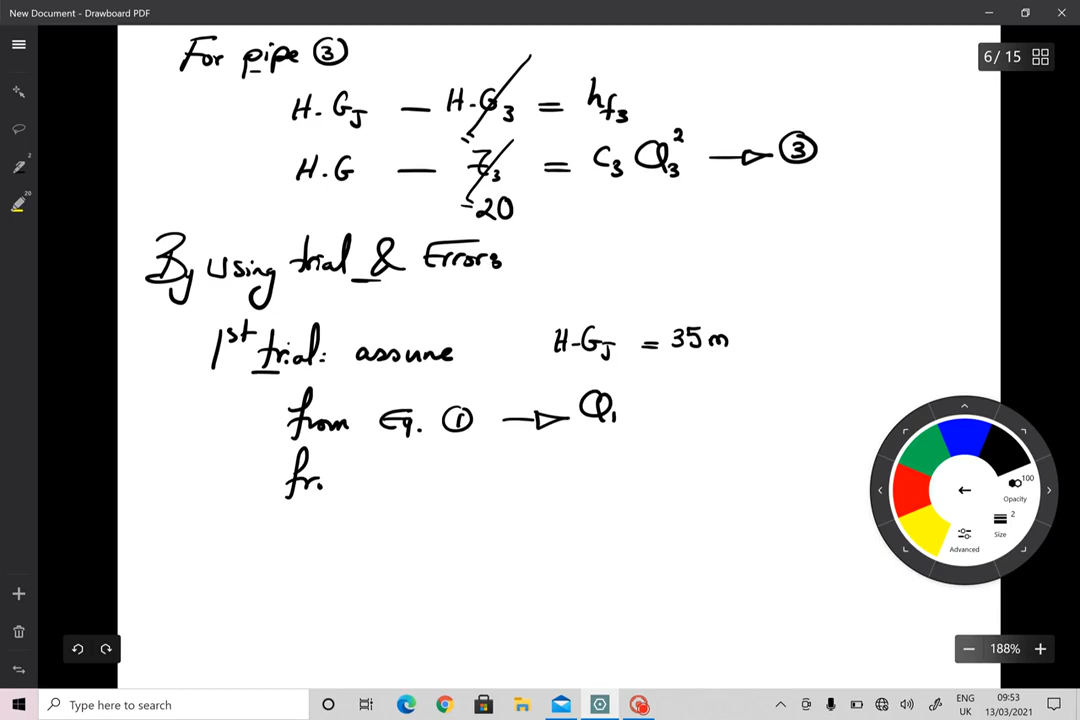 New Document - Drawboard PDF
6 / 15
For pipe ③
H-G_J — H-G_3 = h_f3
H-G — Z_3 = C_3 Q_3^2 → ③
= 20
By using trial & Errors
1st trial: assume H-G_J = 35 m
from Eq. ① → Q_1
fr.
100
Opacity
2
Size
Advanced
2
20
188%
Type here to search
ENG
UK
09:53
13/03/2021